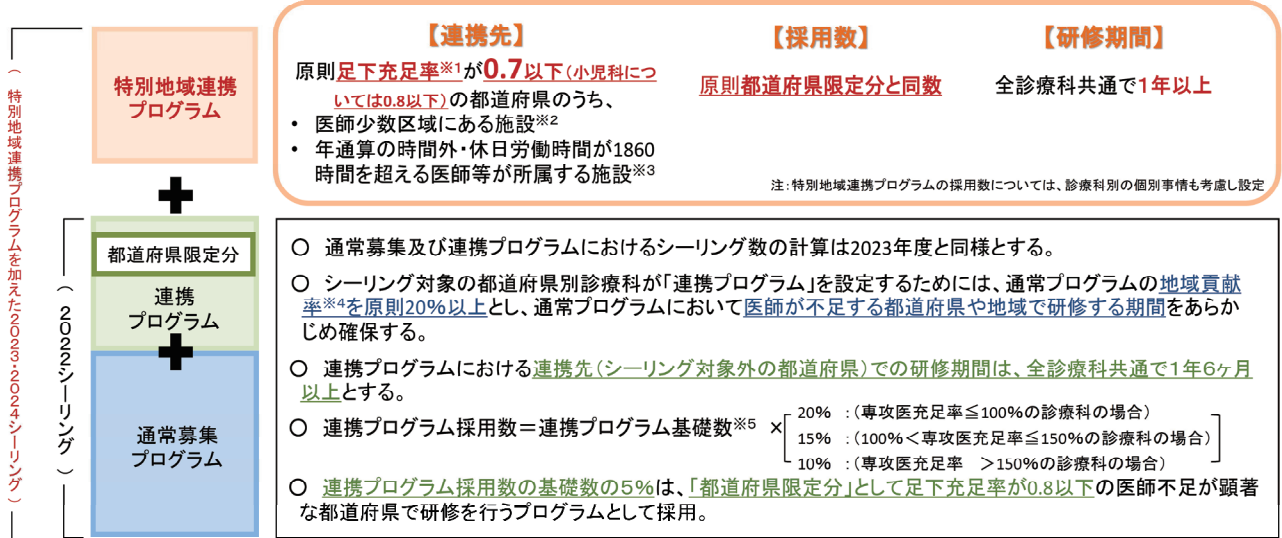 （特別地域連携プログラムを加えた2023・2024シーリング）
（2022シーリング）
特別地域連携
プログラム
【連携先】
原則足下充足率※1が0.7以下（小児科につ
いては0.8以下）の都道府県のうち、
• 医師少数区域にある施設※2
• 年通算の時間外・休日労働時間が1860
時間を超える医師等が所属する施設※3
【採用数】
原則都道府県限定分と同数
【研修期間】
全診療科共通で1年以上
注：特別地域連携プログラムの採用数については、診療科別の個別事情も考慮し設定
都道府県限定分
連携
プログラム
通常募集
プログラム
○ 通常募集及び連携プログラムにおけるシーリング数の計算は2023年度と同様とする。
○ シーリング対象の都道府県別診療科が「連携プログラム」を設定するためには、通常プログラムの地域貢献
率※4を原則20%以上とし、通常プログラムにおいて医師が不足する都道府県や地域で研修する期間をあらか
じめ確保する。
○ 連携プログラムにおける連携先（シーリング対象外の都道府県）での研修期間は、全診療科共通で１年６ヶ月
以上とする。
○ 連携プログラム採用数＝連携プログラム基礎数※5 ×
20% ：（専攻医充足率≦100%の診療科の場合）
15% ：（100%＜専攻医充足率≦150%の診療科の場合）
10% ：（専攻医充足率 ＞150%の診療科の場合）
○ 連携プログラム採用数の基礎数の５%は、「都道府県限定分」として足下充足率が0.8以下の医師不足が顕著
な都道府県で研修を行うプログラムとして採用。